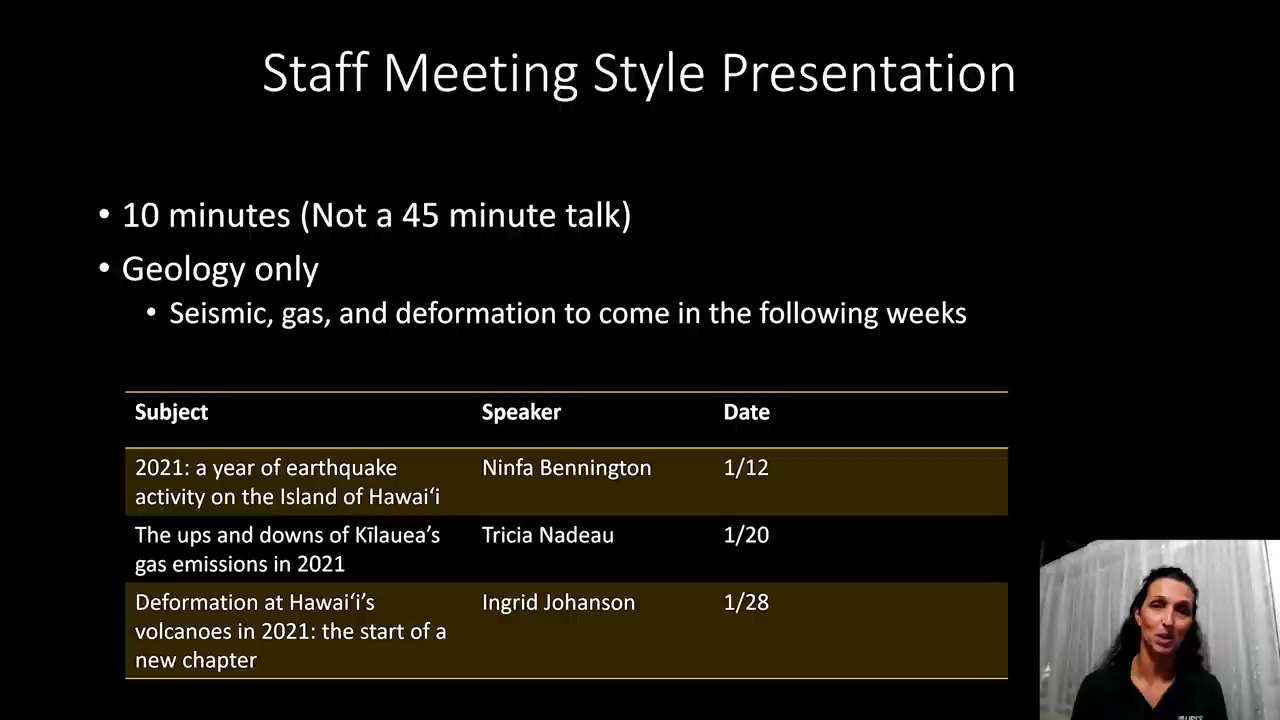 Staff Meeting Style Presentation
• 10 minutes (Not a 45 minute talk)
• Geology only
• Seismic, gas, and deformation to come in the following weeks
Subject Speaker Date
2021: a year of earthquake
activity on the Island of Hawaiʻi
Ninfa Bennington
1/12
The ups and downs of Kīlauea’s
gas emissions in 2021
Tricia Nadeau
1/20
Deformation at Hawaiʻi’s
volcanoes in 2021: the start of a
new chapter
Ingrid Johanson
1/28